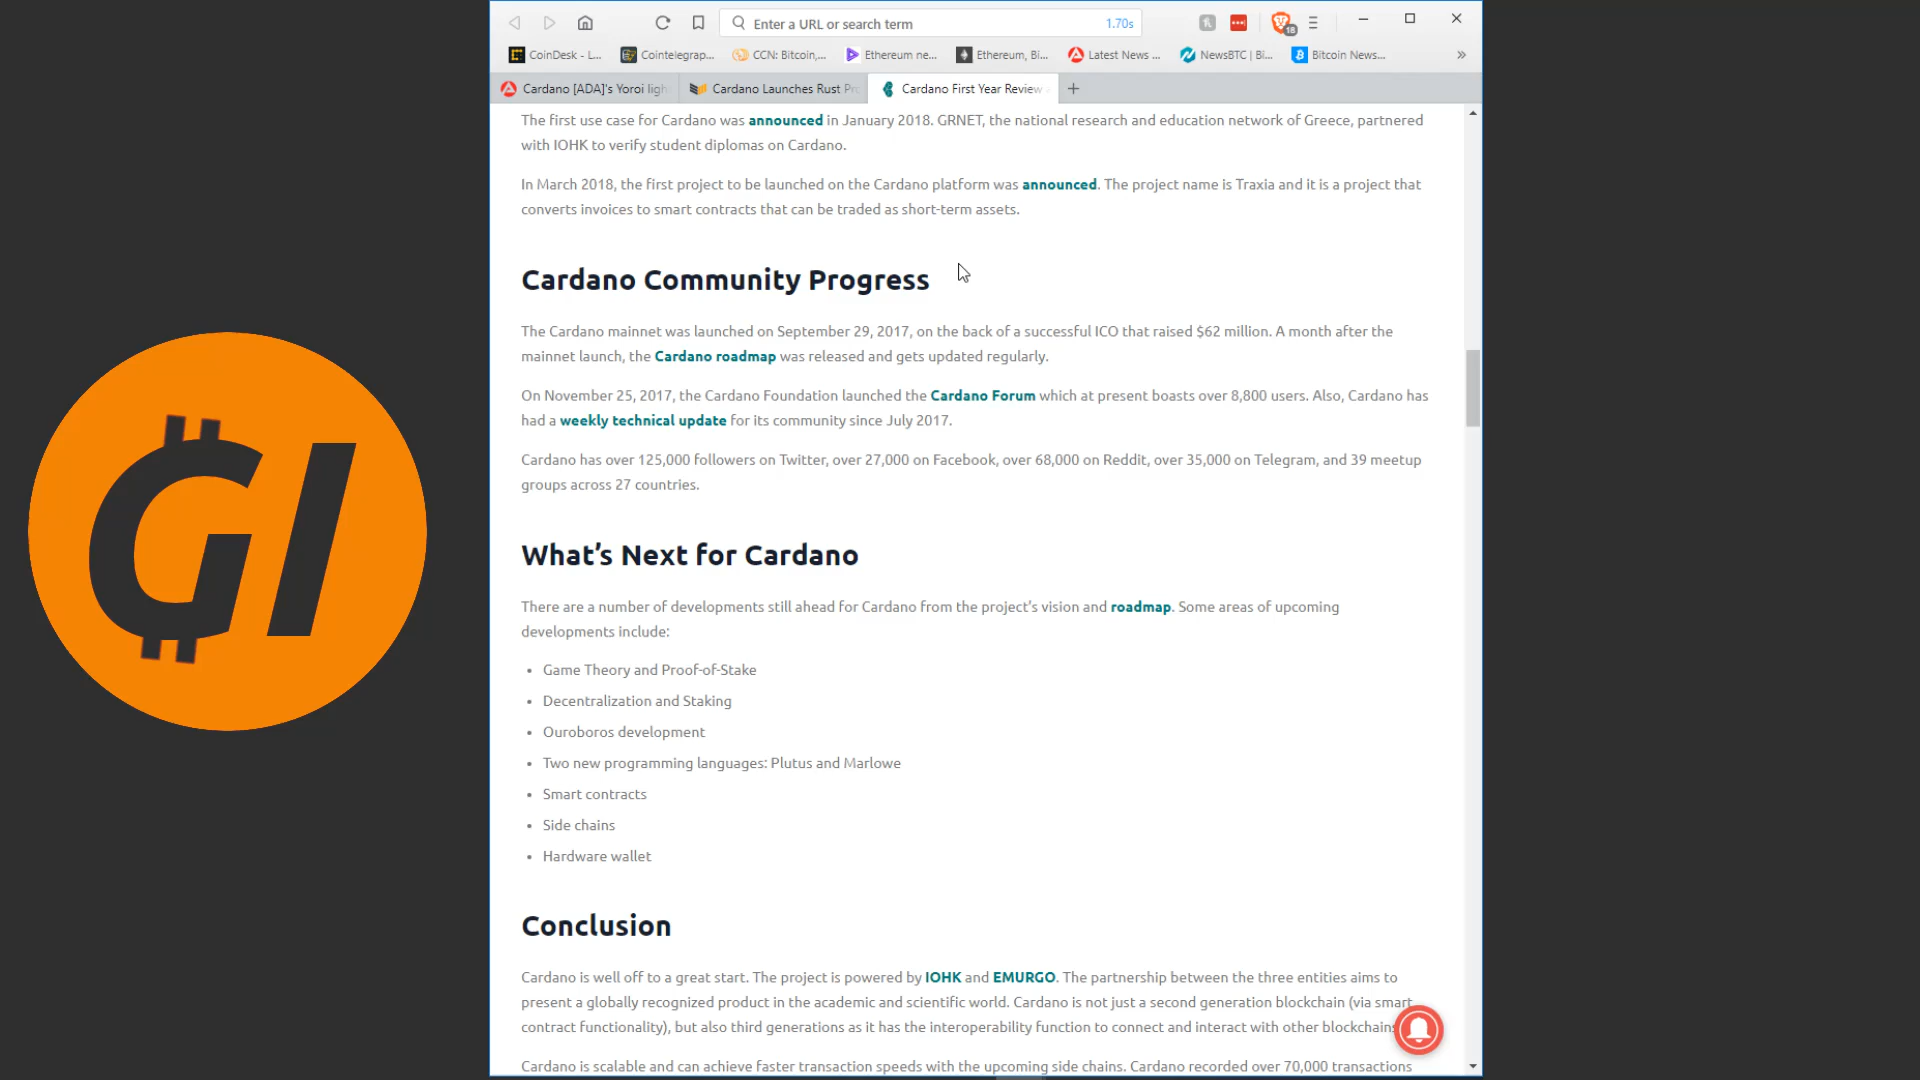 Enter a URL or search term 1.70s
18
CoinDesk - L... Cointelegrap... CCN: Bitcoin,... Ethereum ne... Ethereum, Bi... Latest News ... NewsBTC | Bi... Bitcoin News... »
Cardano [ADA]'s Yoroi ligh Cardano Launches Rust Pr Cardano First Year Review
The first use case for Cardano was announced in January 2018. GRNET, the national research and education network of Greece, partnered
with IOHK to verify student diplomas on Cardano.
In March 2018, the first project to be launched on the Cardano platform was announced. The project name is Traxia and it is a project that
converts invoices to smart contracts that can be traded as short-term assets.
Cardano Community Progress
The Cardano mainnet was launched on September 29, 2017, on the back of a successful ICO that raised $62 million. A month after the
mainnet launch, the Cardano roadmap was released and gets updated regularly.
On November 25, 2017, the Cardano Foundation launched the Cardano Forum which at present boasts over 8,800 users. Also, Cardano has
had a weekly technical update for its community since July 2017.
Cardano has over 125,000 followers on Twitter, over 27,000 on Facebook, over 68,000 on Reddit, over 35,000 on Telegram, and 39 meetup
groups across 27 countries.
What's Next for Cardano
There are a number of developments still ahead for Cardano from the project's vision and roadmap. Some areas of upcoming
developments include:
• Game Theory and Proof-of-Stake
• Decentralization and Staking
• Ouroboros development
• Two new programming languages: Plutus and Marlowe
• Smart contracts
• Side chains
• Hardware wallet
Conclusion
Cardano is well off to a great start. The project is powered by IOHK and EMURGO. The partnership between the three entities aims to
present a globally recognized product in the academic and scientific world. Cardano is not just a second generation blockchain (via smart
contract functionality), but also third generations as it has the interoperability function to connect and interact with other blockchains
Cardano is scalable and can achieve faster transaction speeds with the upcoming side chains. Cardano recorded over 70,000 transactions
GI